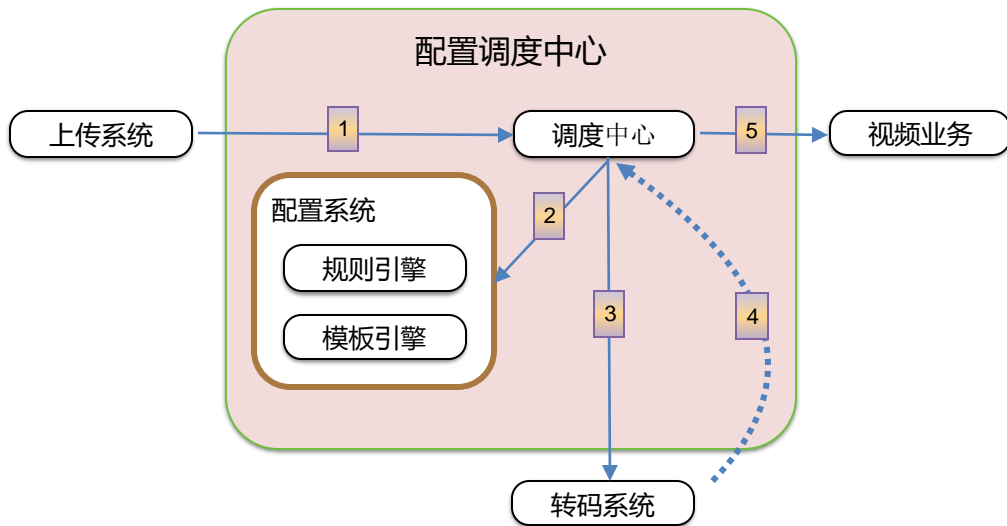 配置调度中心
上传系统
1
调度中心
5
视频业务
配置系统
2
规则引擎
3
4
模板引擎
转码系统